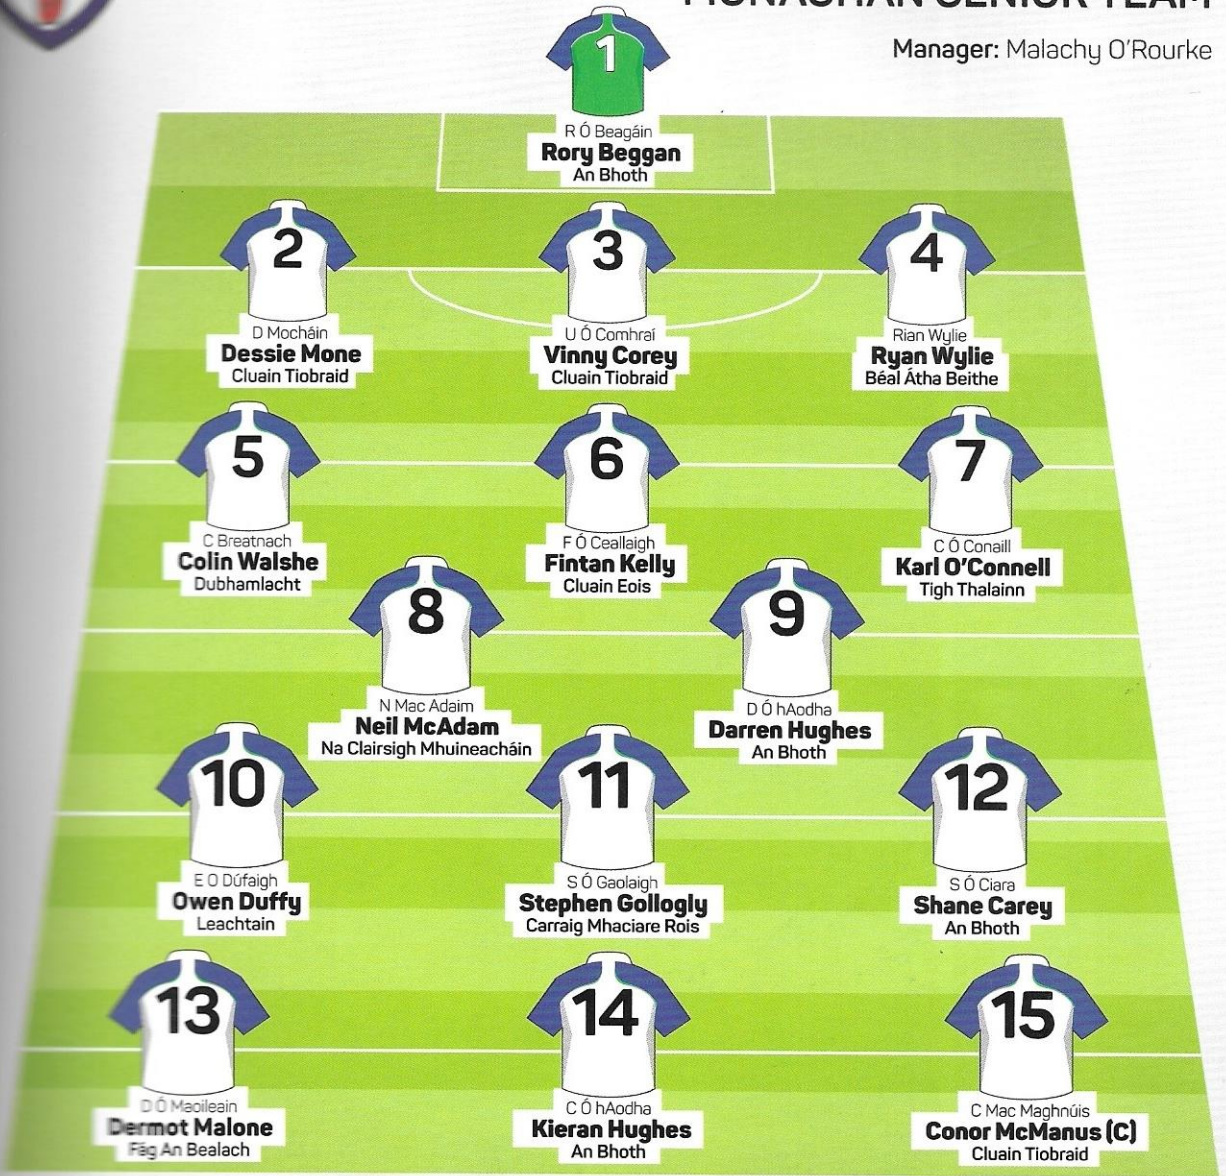 MONAGHAN SENIOR TEAM
Manager: Malachy O'Rourke
1
R Ó Beagáin
Rory Beggan
An Bhoth
2
D Mocháin
Dessie Mone
Cluain Tiobraid
3
U Ó Comhraí
Vinny Corey
Cluain Tiobraid
4
Rian Wylie
Ryan Wylie
Béal Átha Beithe
5
C Breatnach
Colin Walshe
Dubhamlacht
6
F Ó Ceallaigh
Fintan Kelly
Cluain Eois
7
C Ó Conaill
Karl O'Connell
Tigh Thalainn
8
N Mac Adaim
Neil McAdam
Na Clairsigh Mhuineacháin
9
D Ó hAodha
Darren Hughes
An Bhoth
10
E O Dúfaigh
Owen Duffy
Leachtain
11
S Ó Gaolaigh
Stephen Gollogly
Carraig Mhaciare Rois
12
S Ó Ciara
Shane Carey
An Bhoth
13
D Ó Maoileain
Dermot Malone
Fág An Bealach
14
C Ó hAodha
Kieran Hughes
An Bhoth
15
C Mac Maghnúis
Conor McManus (C)
Cluain Tiobraid